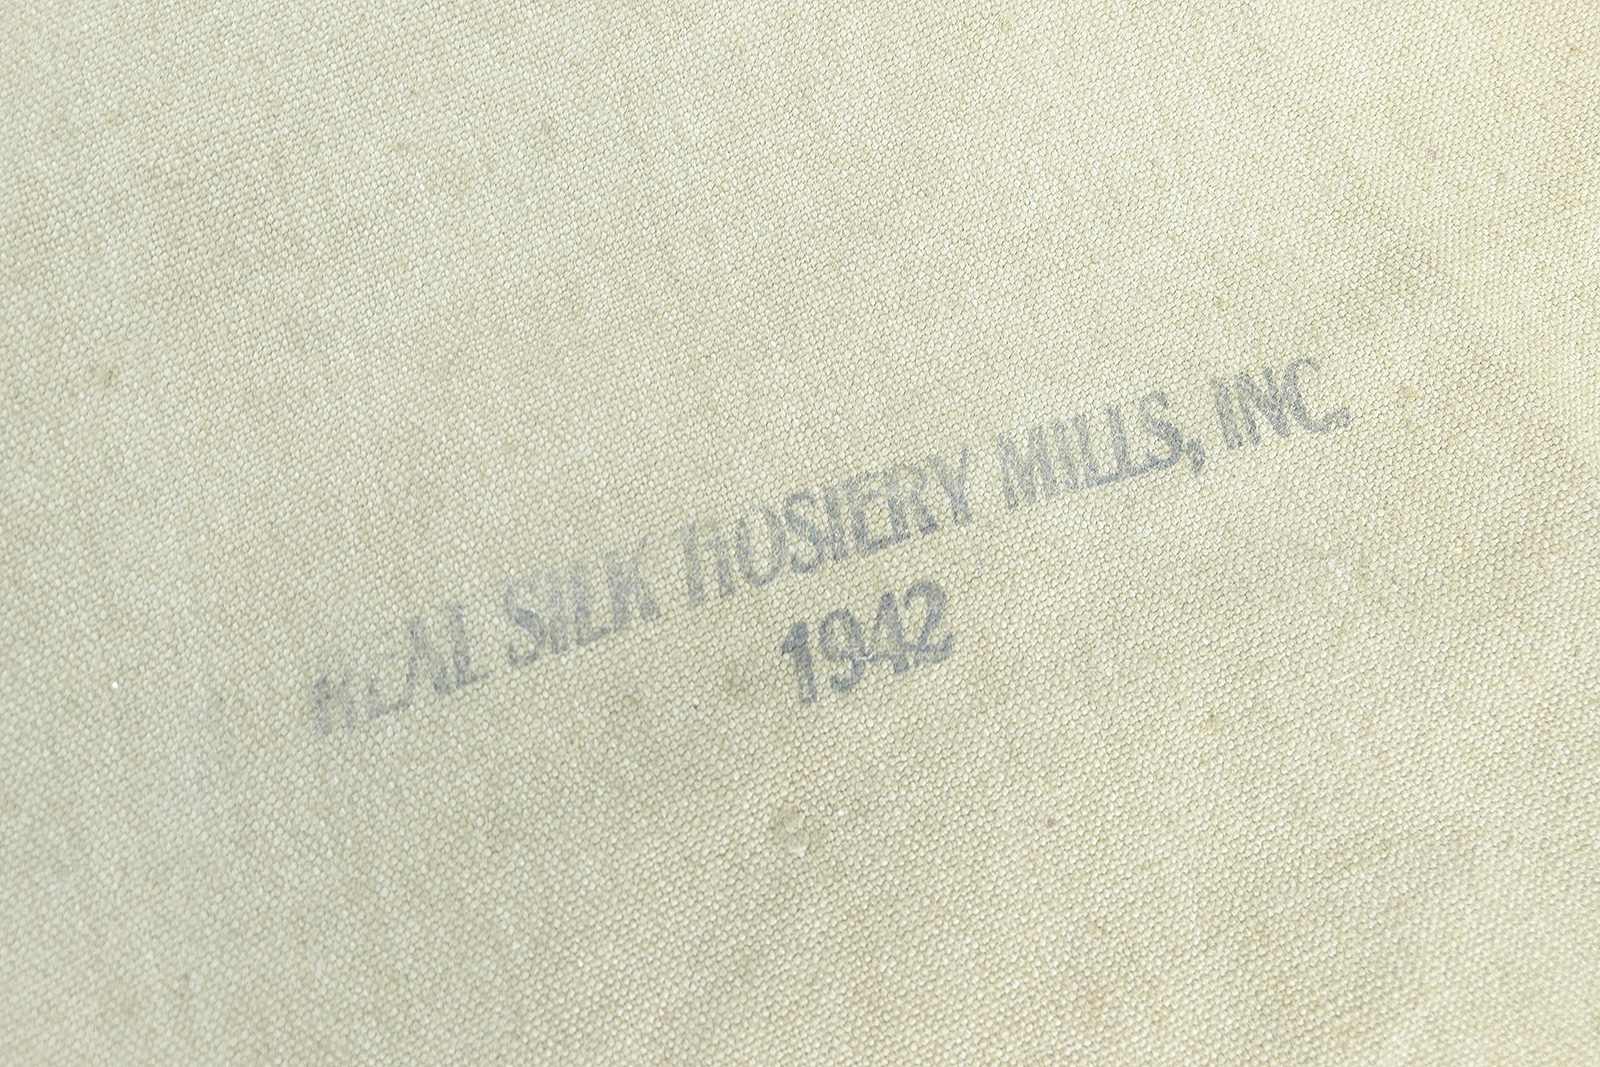 REAL SILK HOSIERY MILLS, INC.
1942